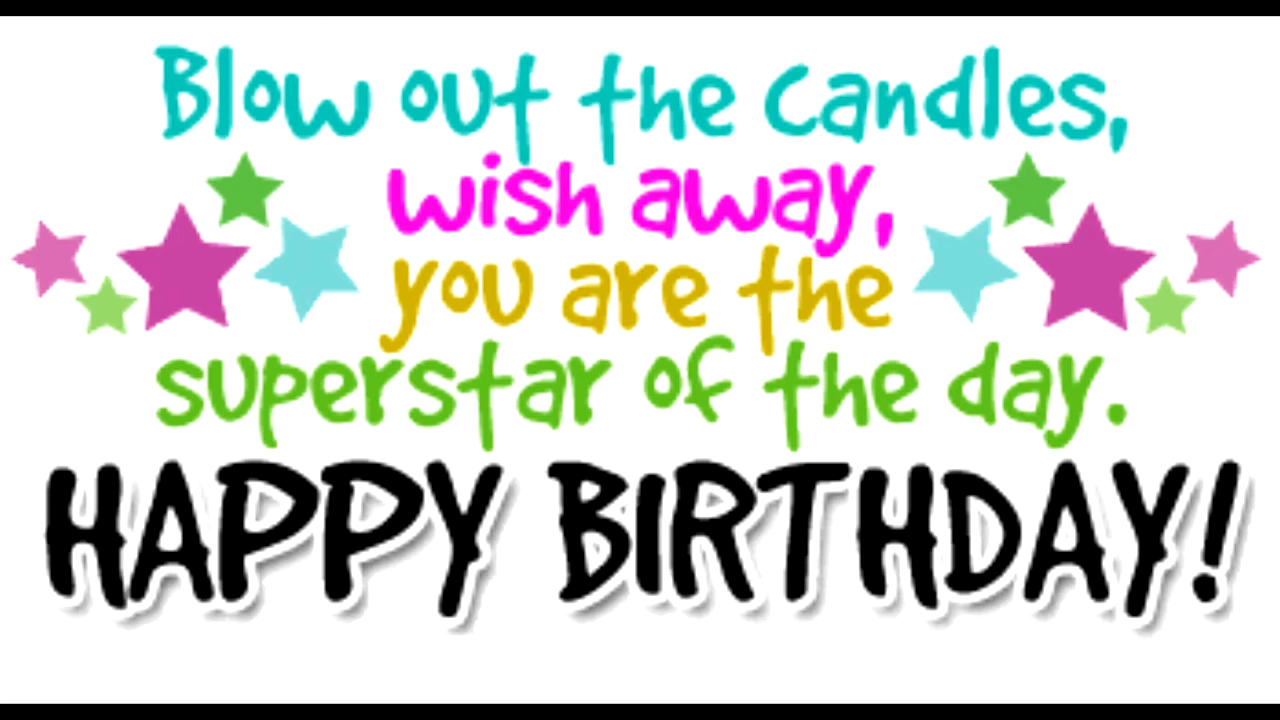 Blow out the candles,
wish away,
you are the
superstar of the day.
HAPPY BIRTHDAY!